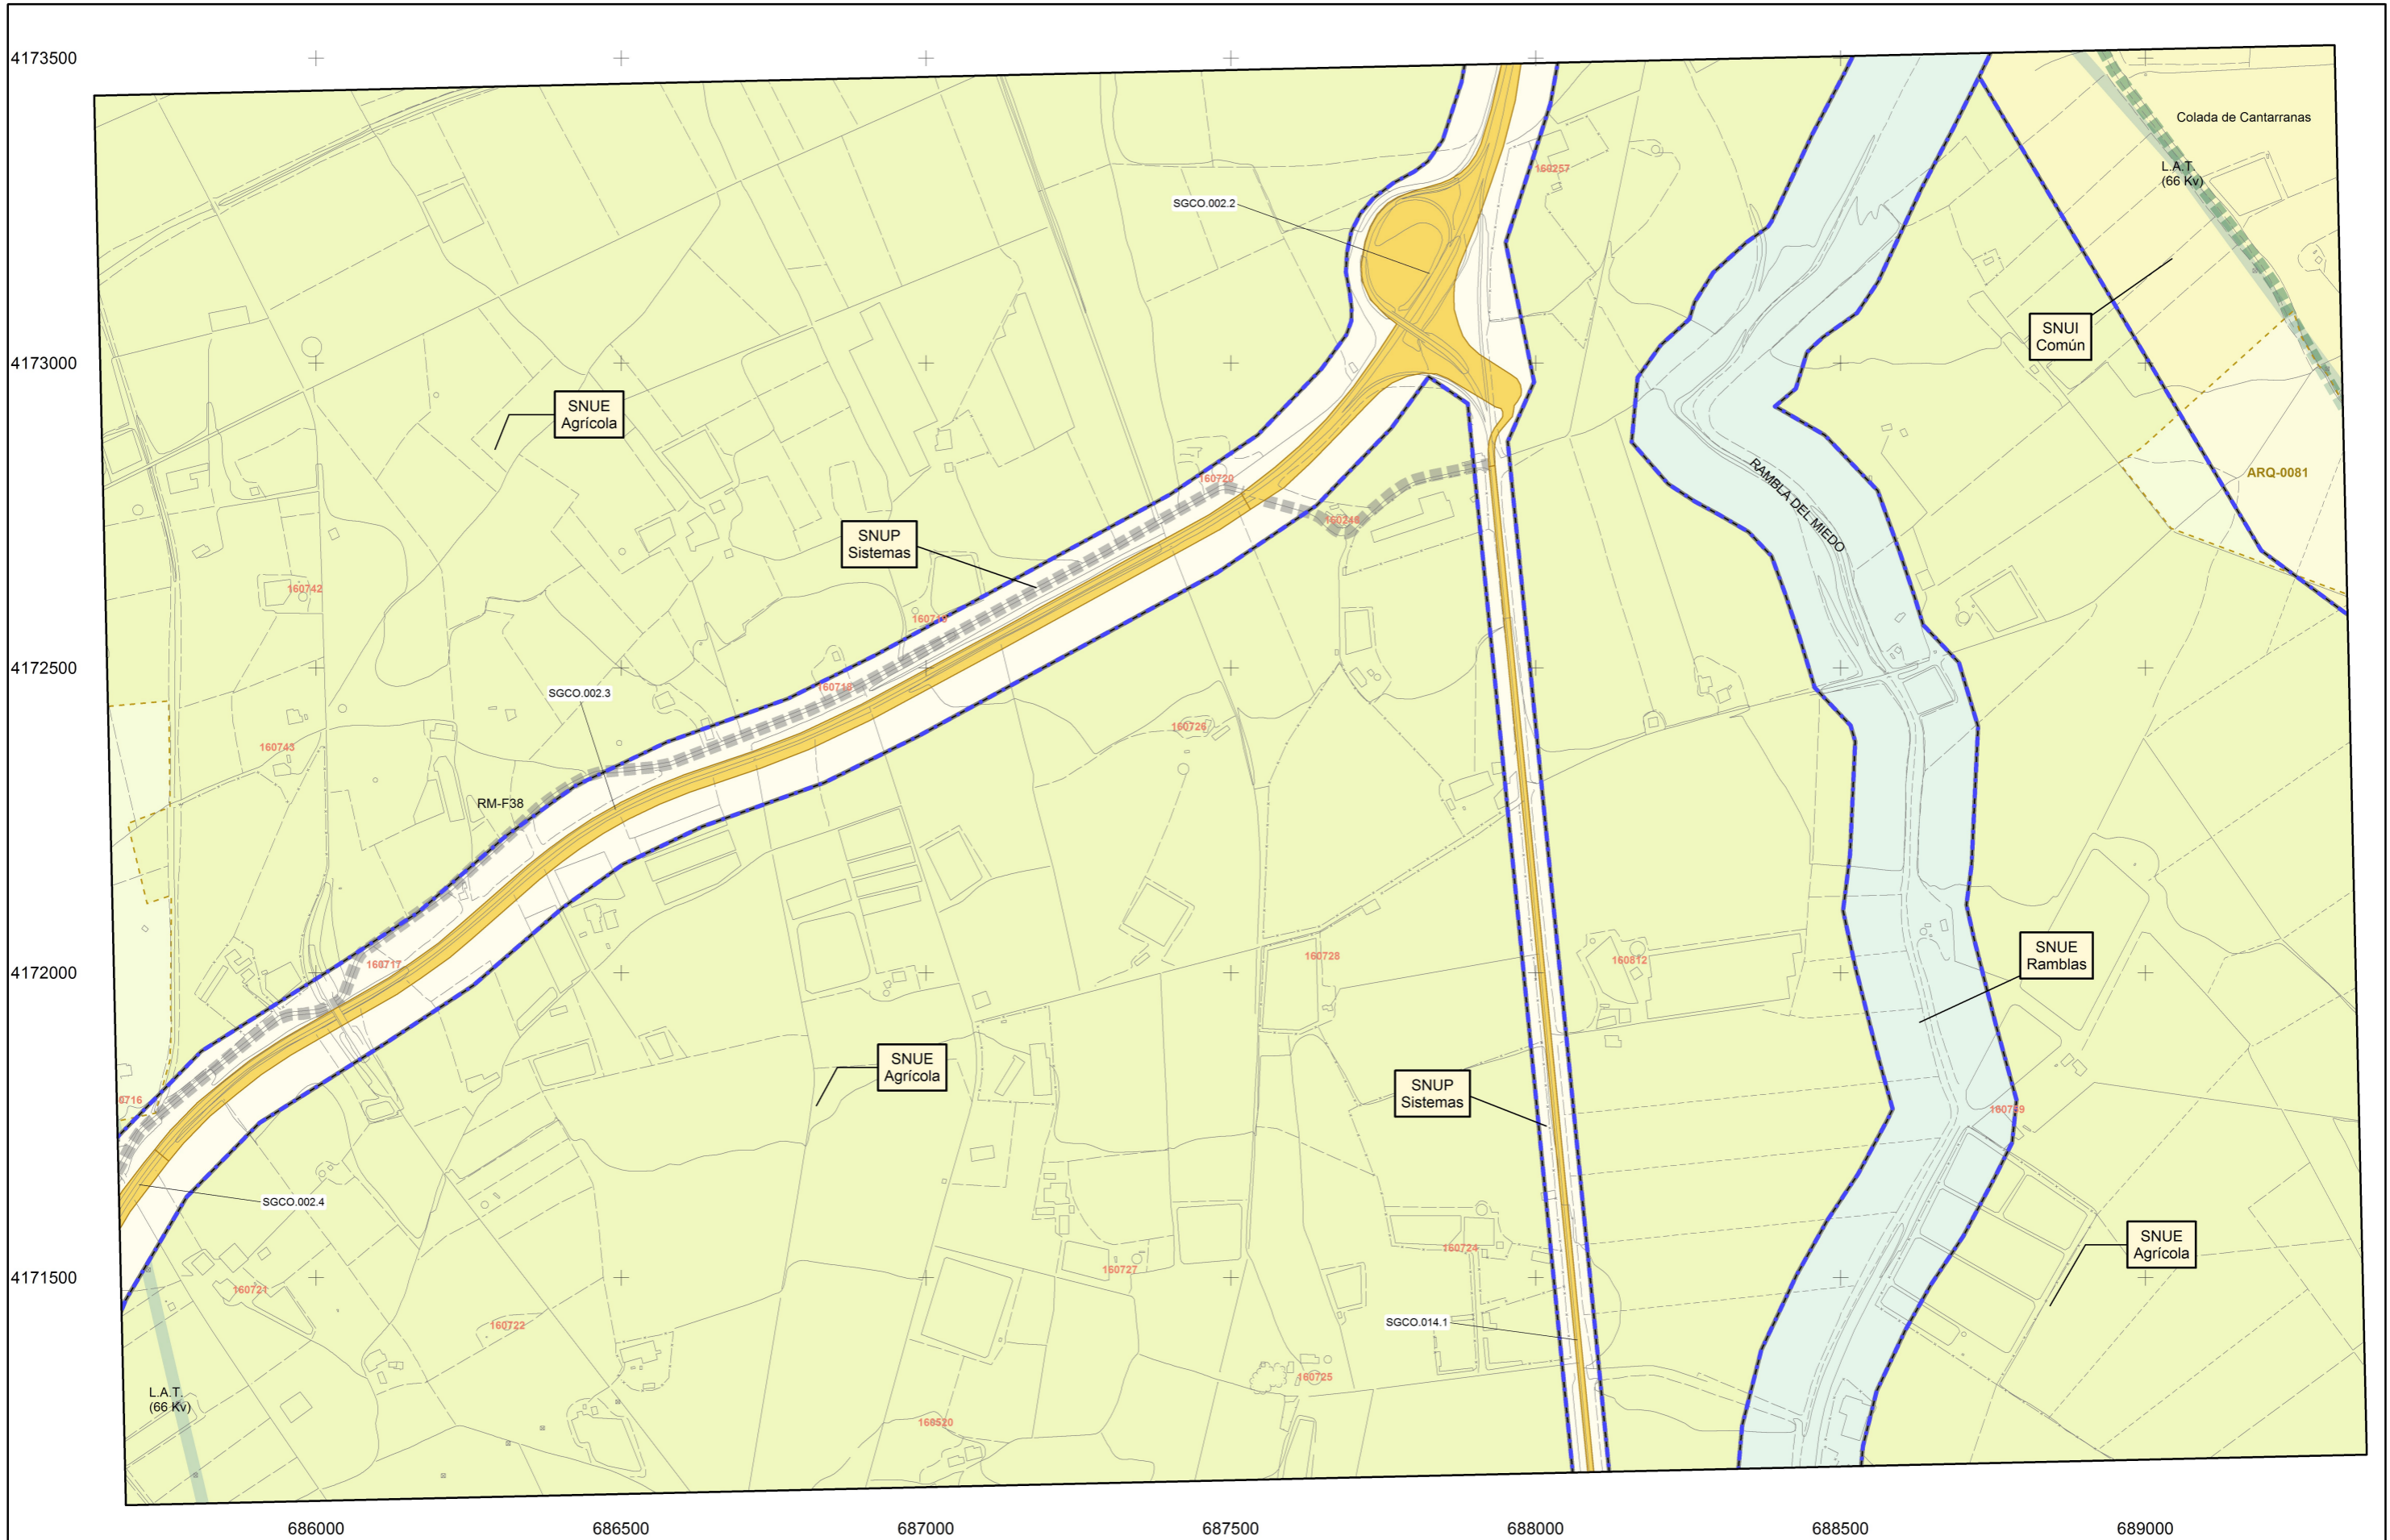 4173500
Colada de Cantarranas
160257
L.A.T.
(66 Kv)
SGCO.002.2
SNUI
Común
4173000
SNUE
Agrícola
ARQ-0081
160720
RAMBLA DEL MIEDO
SNUP
Sistemas
160742
4172500
SGCO.002.3
160726
160743
RM-F38
SNUE
Ramblas
160728
160812
160717
4172000
SNUE
Agrícola
SNUP
Sistemas
0716
SGCO.002.4
SNUE
Agrícola
160724
160727
4171500
160721
SGCO.014.1
160722
160725
L.A.T.
(66 Kv)
160520
686000
686500
687000
687500
688000
688500
689000